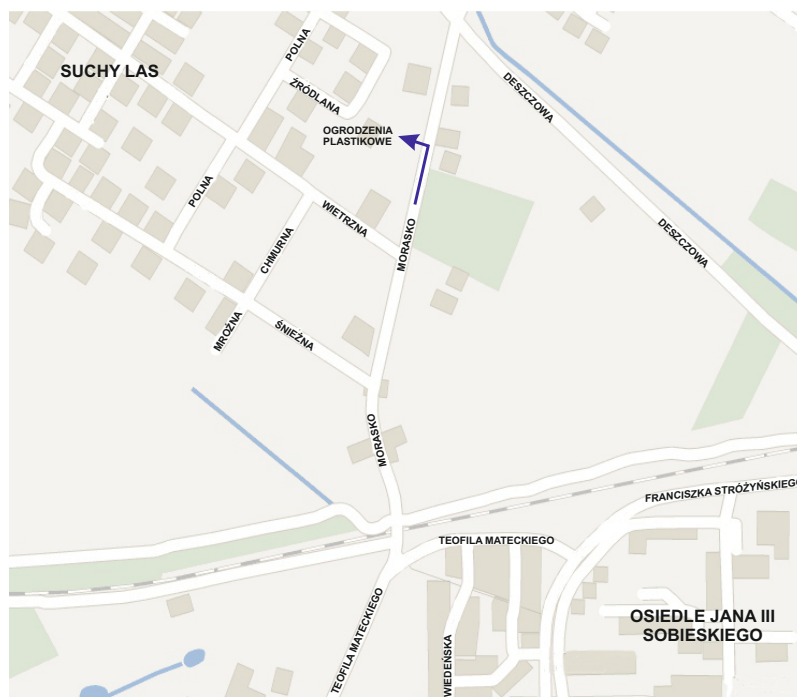 POLNA
SUCHY LAS
ŹRÓDLANA
DESZCZOWA
OGRODZENIA
PLASTIKOWE
POLNA
WIETRZNA
CHMURNA
MORASKO
DESZCZOWA
MROŹNA
ŚNIEŹNA
MORASKO
FRANCISZKA STRÓŻYŃSKIEGO
TEOFILA MATECKIEGO
OSIEDLE JANA III
SOBIESKIEGO
TEOFILA MATECKIEGO
WIEDEŃSKA